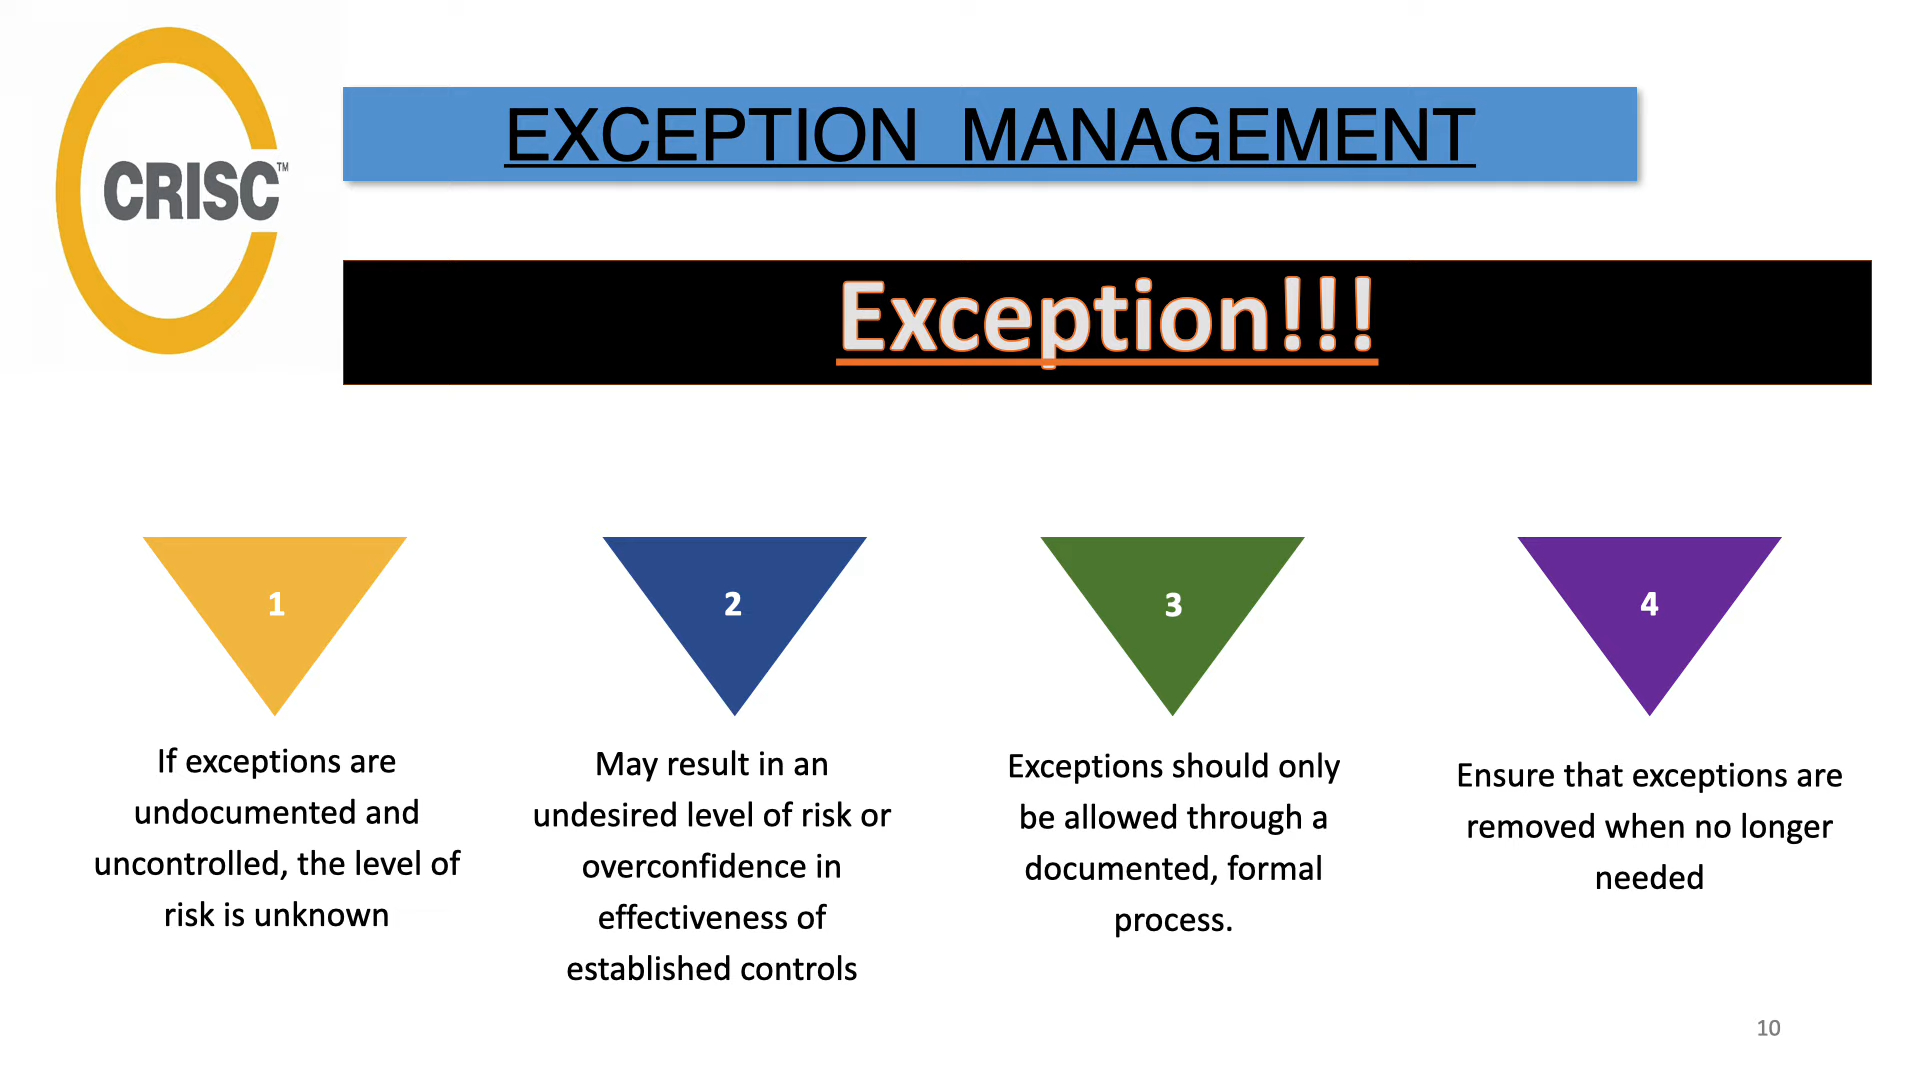 CRISC™
EXCEPTION MANAGEMENT
Exception!!!
1
If exceptions are
undocumented and
uncontrolled, the level of
risk is unknown
2
May result in an
undesired level of risk or
overconfidence in
effectiveness of
established controls
3
Exceptions should only
be allowed through a
documented, formal
process.
4
Ensure that exceptions are
removed when no longer
needed
10